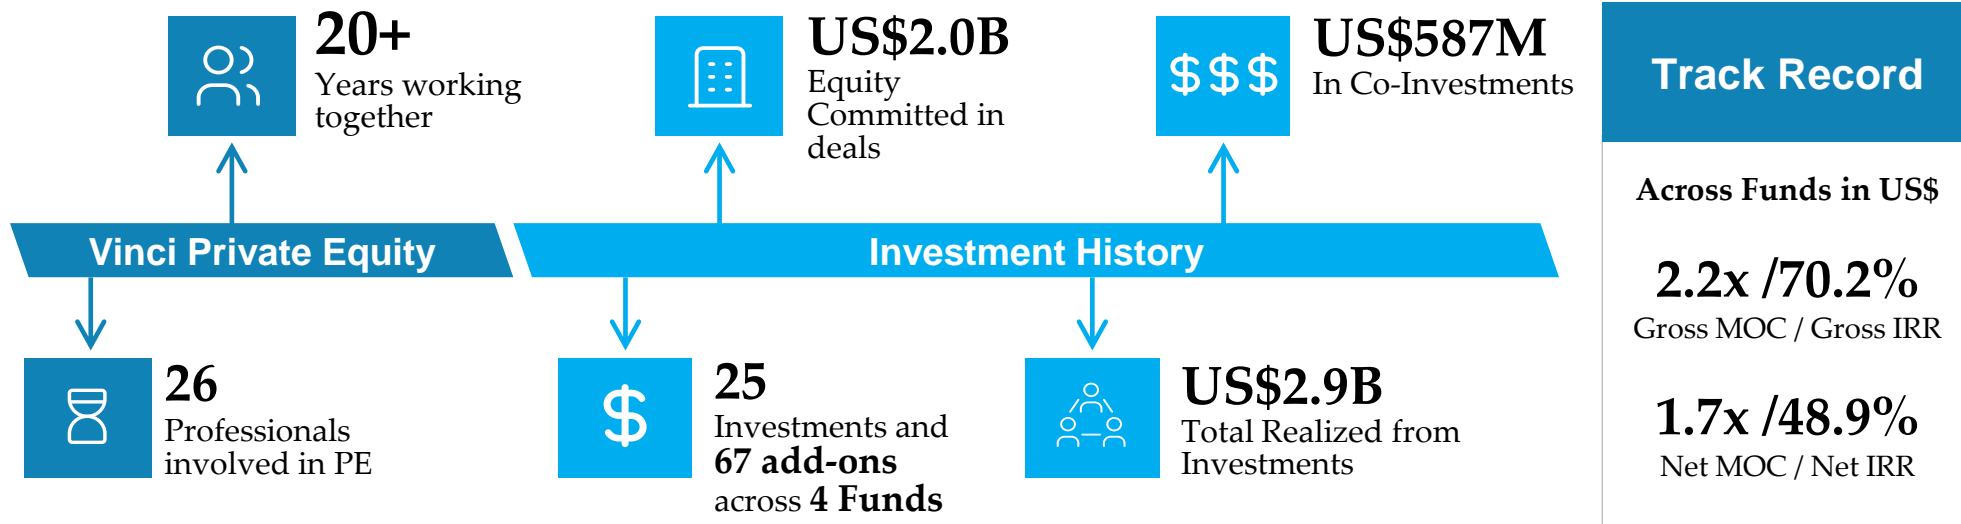 20+
Years working
together
US$2.0B
Equity
Committed in
deals
US$587M
In Co-Investments
$$$
Vinci Private Equity
Investment History
26
Professionals
involved in PE
$
25
Investments and
67 add-ons
across 4 Funds
US$2.9B
Total Realized from
Investments
Track Record
Across Funds in US$
2.2x /70.2%
Gross MOC / Gross IRR
1.7x /48.9%
Net MOC / Net IRR